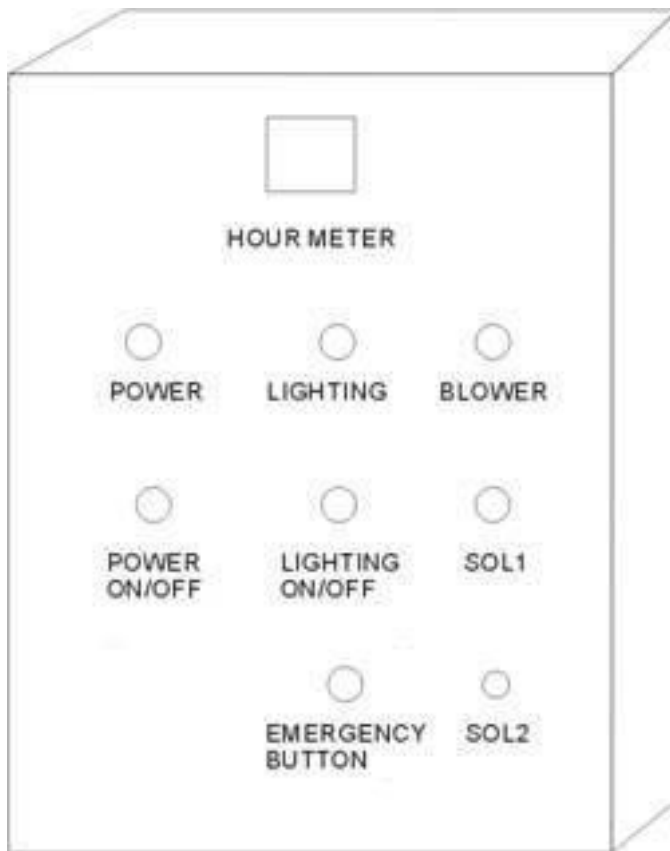 HOUR METER
POWER
LIGHTING
BLOWER
POWER
ON/OFF
LIGHTING
ON/OFF
SOL1
EMERGENCY
BUTTON
SOL2